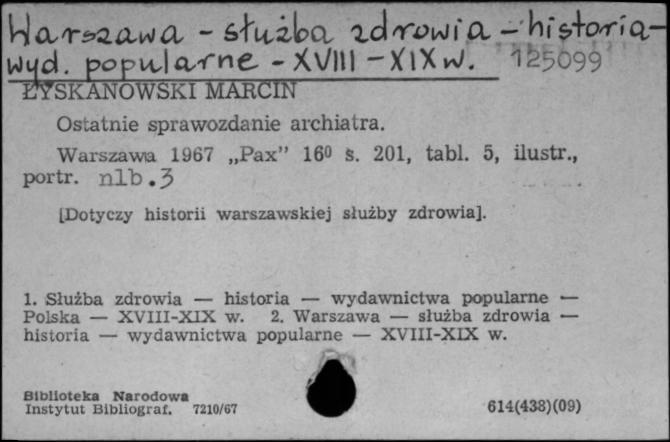 Warszawa - służba zdrowia - historia -
wyd. popularne - XVIII - XIX w. 125099
ŁYSKANOWSKI MARCIN
Ostatnie sprawozdanie archiatra.
Warszawa 1967 „Pax” 16⁰ s. 201, tabl. 5, ilustr.,
portr. nlb. 3
[Dotyczy historii warszawskiej służby zdrowia].
1. Służba zdrowia — historia — wydawnictwa popularne —
Polska — XVIII-XIX w. 2. Warszawa — służba zdrowia —
historia — wydawnictwa popularne — XVIII-XIX w.
Biblioteka Narodowa
Instytut Bibliograf. 7210/67 614(438)(09)